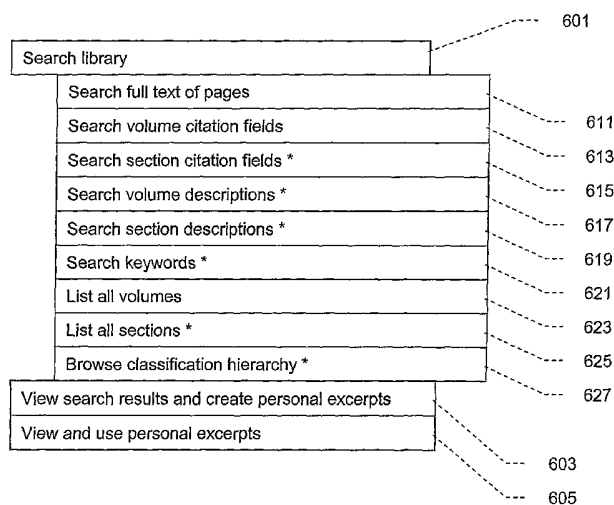 601
Search library
Search full text of pages
611
Search volume citation fields
613
Search section citation fields *
615
Search volume descriptions *
617
Search section descriptions *
619
Search keywords *
621
List all volumes
623
List all sections *
625
Browse classification hierarchy *
627
View search results and create personal excerpts
603
View and use personal excerpts
605